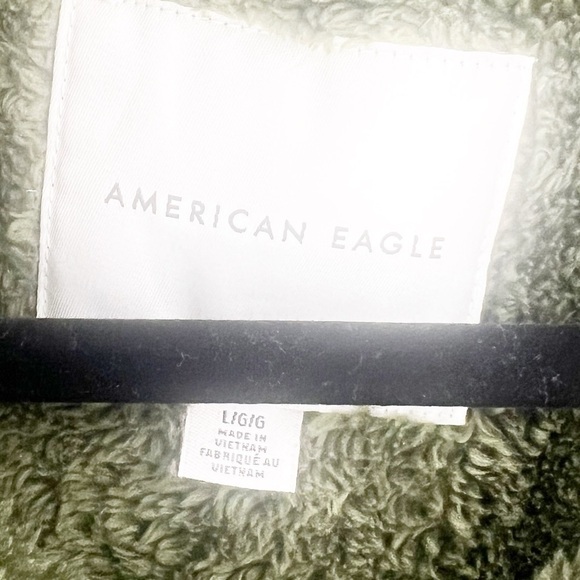 AMERICAN EAGLE
L/G/G
MADE IN
VIETNAM
FABRIQUÉ AU
VIETNAM